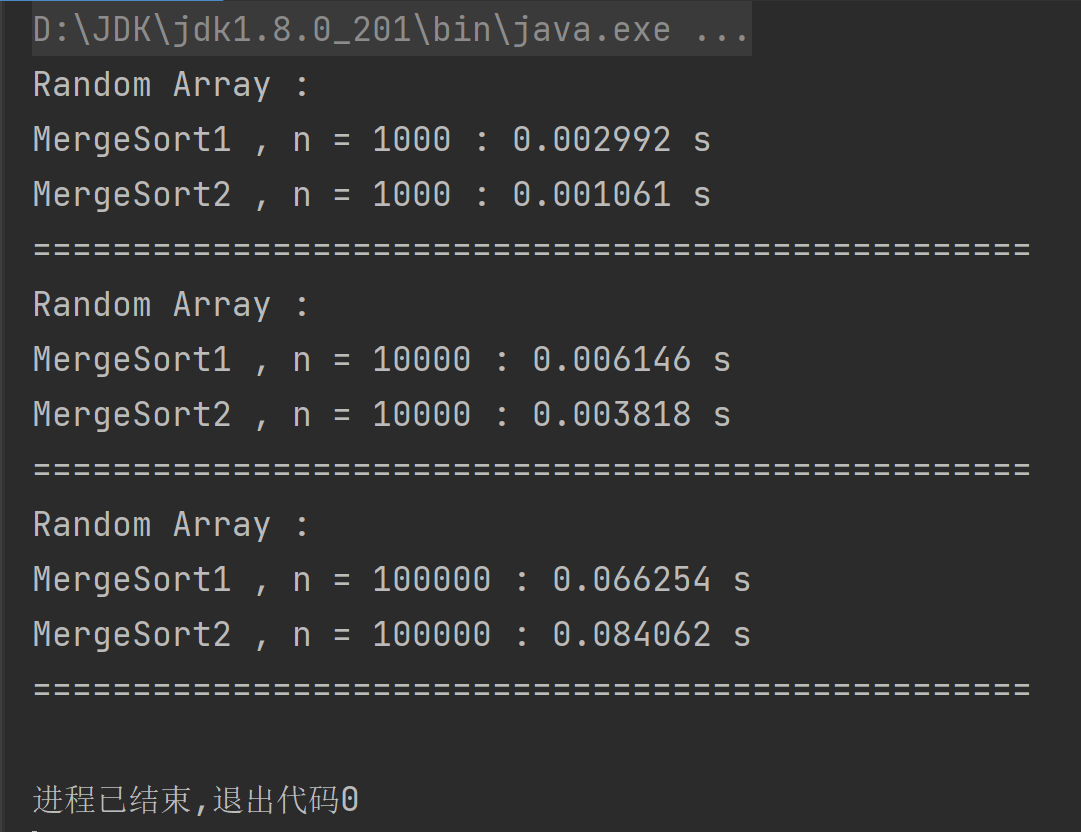 D:\JDK\jdk1.8.0_201\bin\java.exe ...
Random Array :
MergeSort1 , n = 1000 : 0.002992 s
MergeSort2 , n = 1000 : 0.001061 s
==================================================
Random Array :
MergeSort1 , n = 10000 : 0.006146 s
MergeSort2 , n = 10000 : 0.003818 s
==================================================
Random Array :
MergeSort1 , n = 100000 : 0.066254 s
MergeSort2 , n = 100000 : 0.084062 s
==================================================
进程已结束,退出代码0